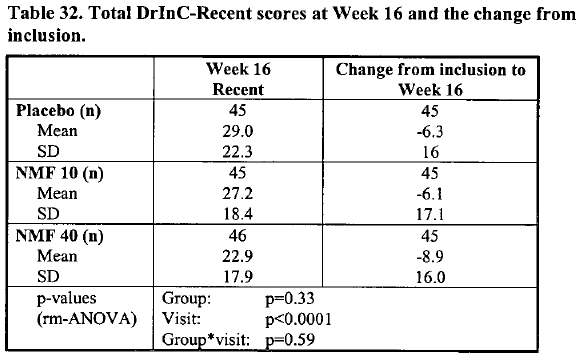 Table 32. Total DrInC-Recent scores at Week 16 and the change from
inclusion.
Week 16
Recent
Change from inclusion to
Week 16
Placebo (n) 45 45
Mean 29.0 -6.3
SD 22.3 16
NMF 10 (n) 45 45
Mean 27.2 -6.1
SD 18.4 17.1
NMF 40 (n) 46 45
Mean 22.9 -8.9
SD 17.9 16.0
p-values Group: p=0.33
(rm-ANOVA) Visit: p<0.0001
Group*visit: p=0.59